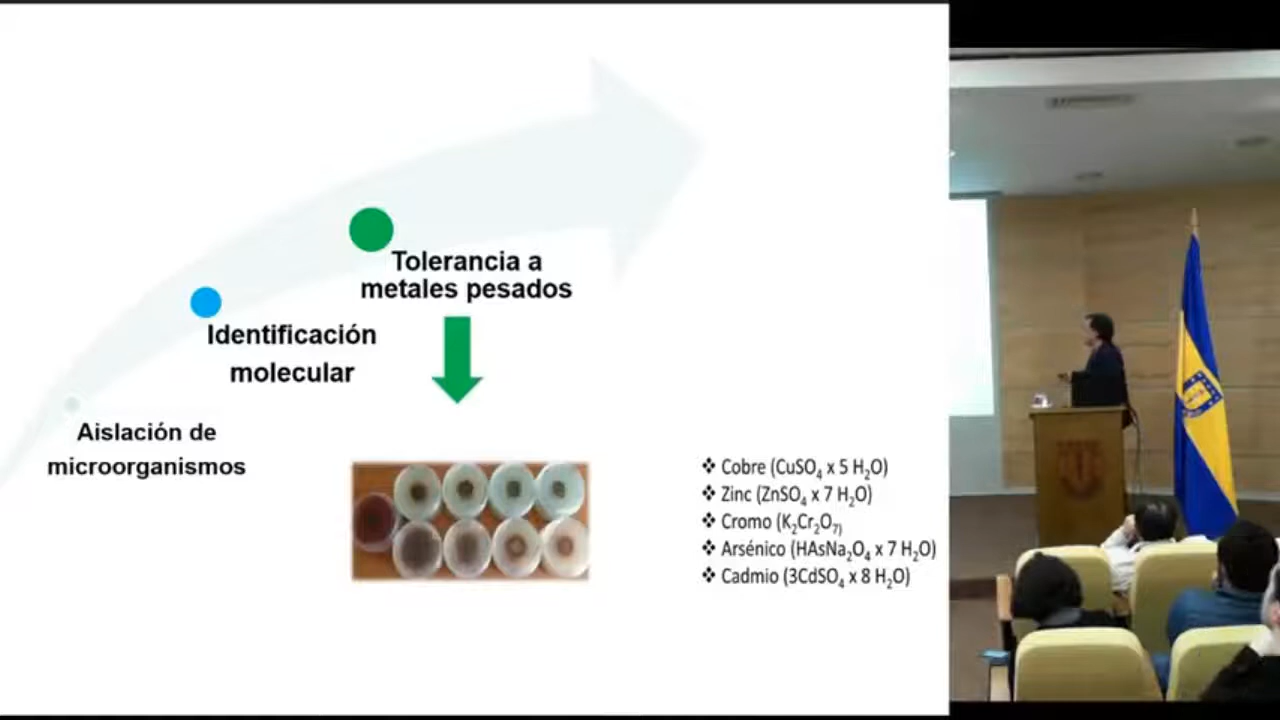 Tolerancia a
metales pesados
Identificación
molecular
Aislación de
microorganismos
❖ Cobre (CuSO₄ x 5 H₂O)
❖ Zinc (ZnSO₄ x 7 H₂O)
❖ Cromo (K₂Cr₂O₇₎
❖ Arsénico (HAsNa₂O₄ x 7 H₂O)
❖ Cadmio (3CdSO₄ x 8 H₂O)